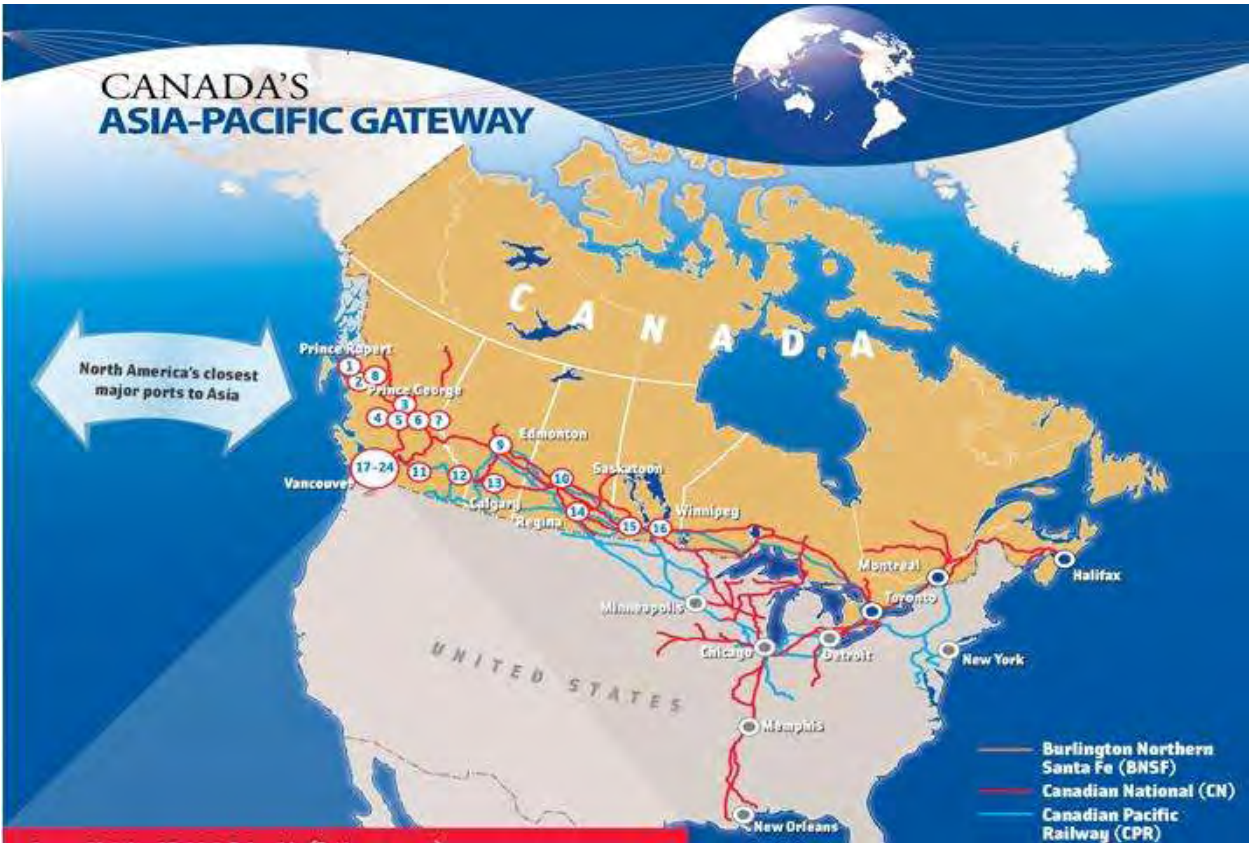 CANADA'S
ASIA-PACIFIC GATEWAY
CANADA
North America's closest
major ports to Asia
Prince Rupert
1
8
2
Prince George
3
4
5
6
7
Edmonton
9
Saskatoon
17-24
11
12
13
10
Vancouver
Calgary
Regina
14
15
16
Winnipeg
Montreal
Halifax
Toronto
Minneapolis
Chicago
Detroit
New York
UNITED STATES
Memphis
New Orleans
Burlington Northern
Santa Fe (BNSF)
Canadian National (CN)
Canadian Pacific
Railway (CPR)